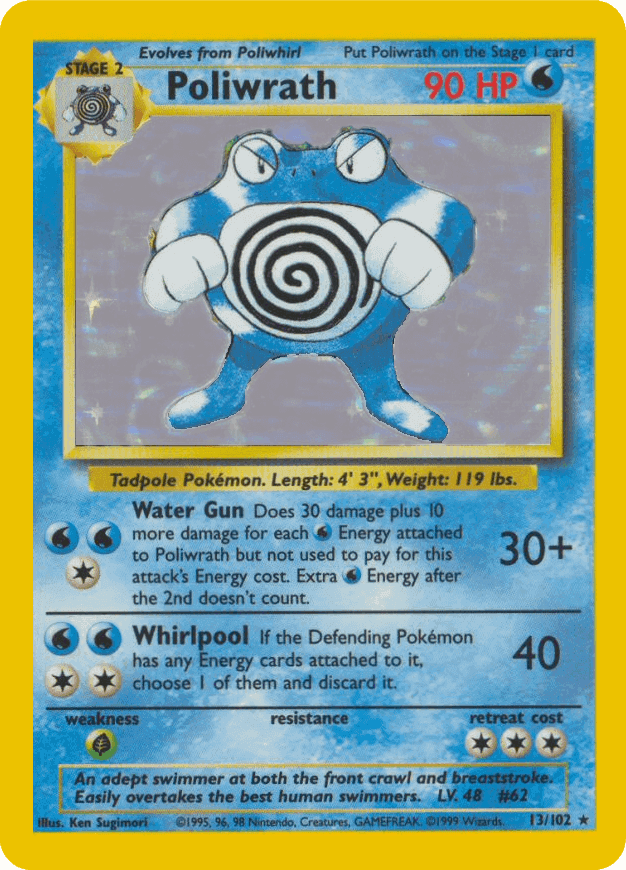 Evolves from Poliwhirl Put Poliwrath on the Stage 1 card
STAGE 2
Poliwrath 90 HP
Tadpole Pokémon. Length: 4' 3", Weight: 119 lbs.
Water Gun Does 30 damage plus 10
more damage for each Energy attached
to Poliwrath but not used to pay for this
attack's Energy cost. Extra Energy after
the 2nd doesn't count.
30+
Whirlpool If the Defending Pokémon
has any Energy cards attached to it,
choose 1 of them and discard it.
40
weakness resistance retreat cost
An adept swimmer at both the front crawl and breaststroke.
Easily overtakes the best human swimmers. LV. 48 #62
Illus. Ken Sugimori ©1995, 96, 98 Nintendo, Creatures, GAMEFREAK. ©1999 Wizards. 13/102 ★